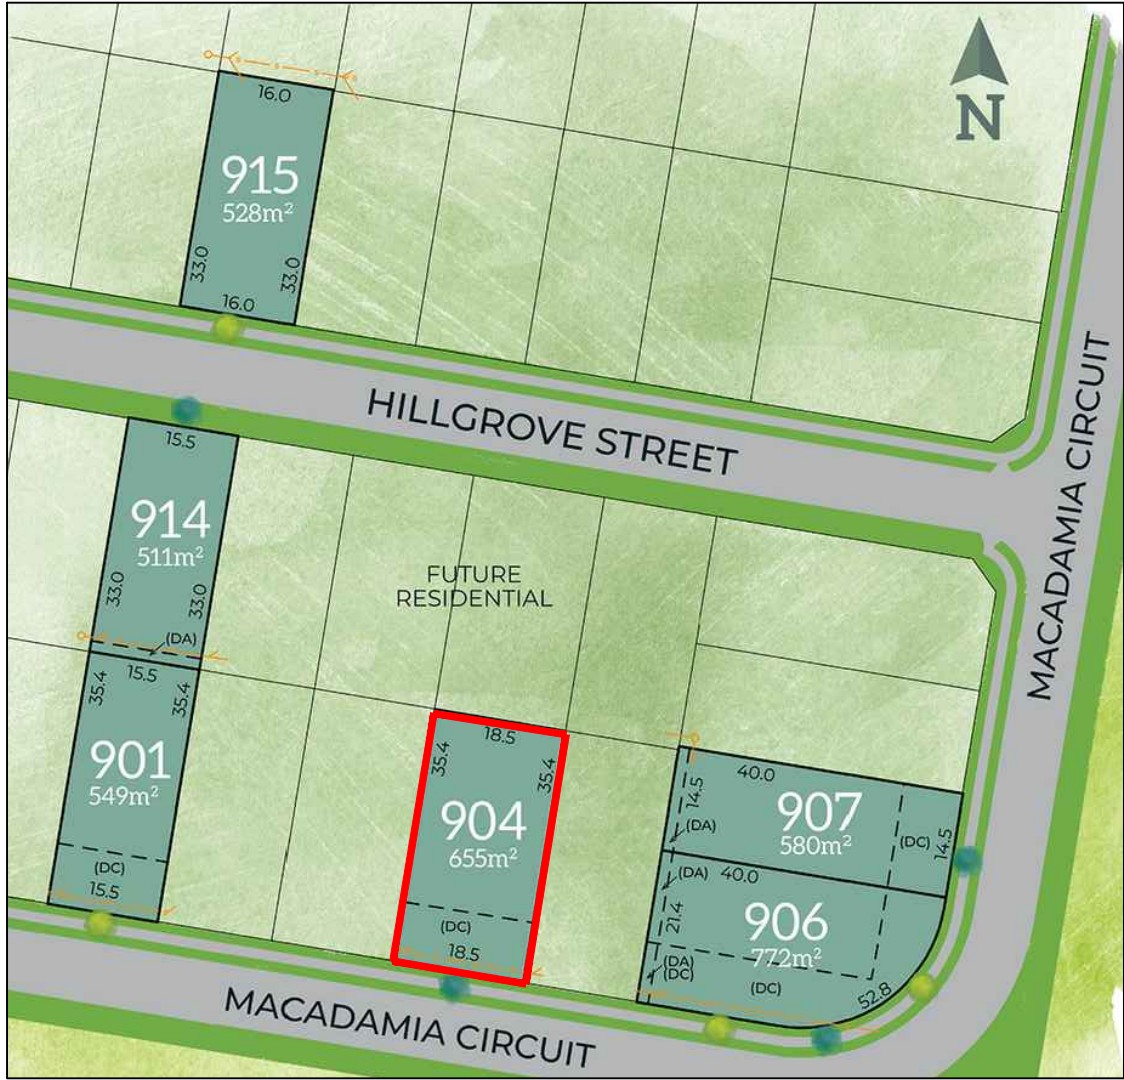 N
16.0
915
528m²
33.0
33.0
16.0
HILLGROVE STREET
MACADAMIA CIRCUIT
15.5
914
511m²
33.0
33.0
(DA)
FUTURE
RESIDENTIAL
15.5
35.4
35.4
901
549m²
(DC)
15.5
18.5
35.4
35.4
904
655m²
(DC)
18.5
40.0
14.5
907
580m²
(DA)
(DC)
14.5
(DA)
40.0
21.4
906
772m²
(DA)
(DC)
(DC)
52.8
MACADAMIA CIRCUIT